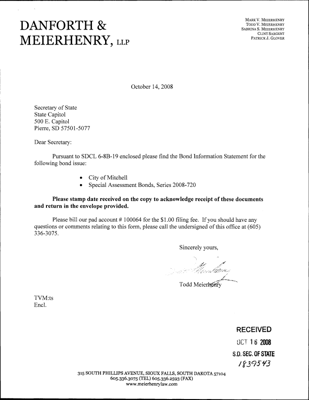 DANFORTH &
MEIERHENRY, LLP
MARK V. MEIERHENRY
TODD V. MEIERHENRY
SABRINA S. MEIERHENRY
CLINT SARGENT
PATRICK J. GLOVER
October 14, 2008
Secretary of State
State Capitol
500 E. Capitol
Pierre, SD 57501-5077
Dear Secretary:
Pursuant to SDCL 6-8B-19 enclosed please find the Bond Information Statement for the
following bond issue:
• City of Mitchell
• Special Assessment Bonds, Series 2008-720
Please stamp date received on the copy to acknowledge receipt of these documents
and return in the envelope provided.
Please bill our pad account # 100064 for the $1.00 filing fee. If you should have any
questions or comments relating to this form, please call the undersigned of this office at (605)
336-3075.
Sincerely yours,
Todd Meierhenry
TVM:ts
Encl.
RECEIVED
OCT 16 2008
S.D. SEC. OF STATE
1839543
315 SOUTH PHILLIPS AVENUE, SIOUX FALLS, SOUTH DAKOTA 57104
605.336.3075 (TEL) 605.336.2593 (FAX)
www.meierhenrylaw.com